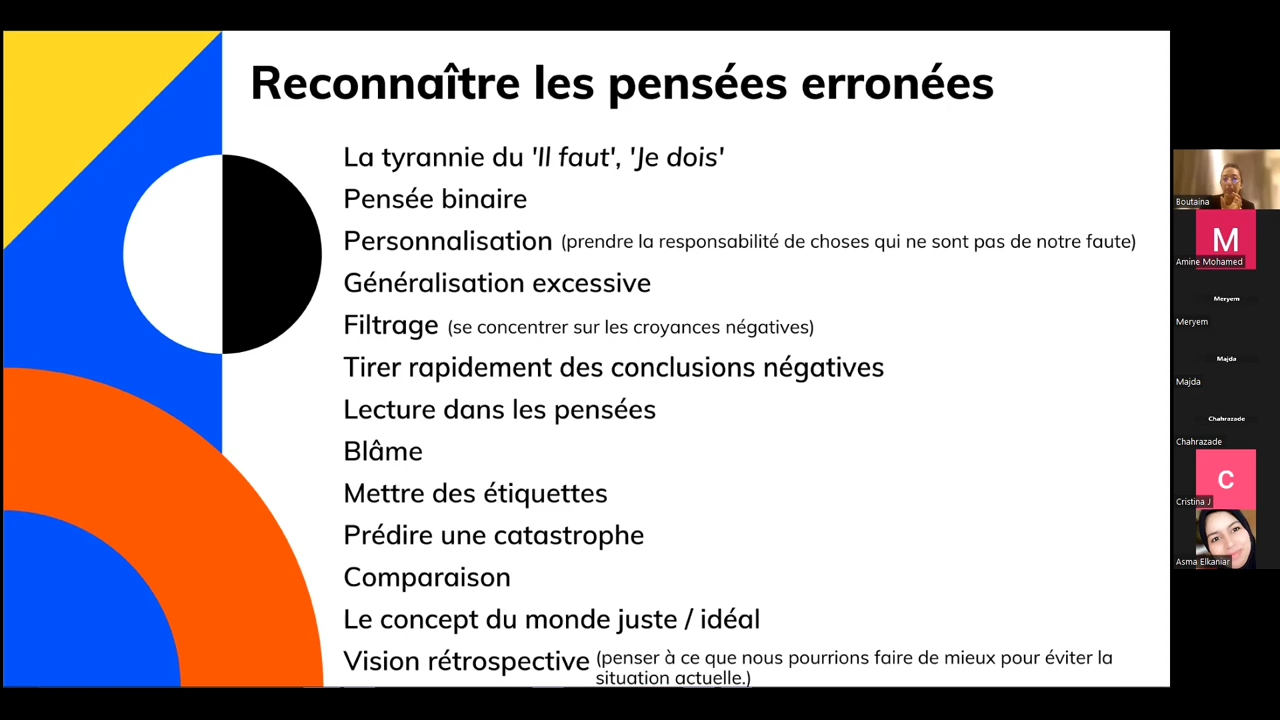 Reconnaître les pensées erronées
La tyrannie du 'Il faut', 'Je dois'
Pensée binaire
Personnalisation (prendre la responsabilité de choses qui ne sont pas de notre faute)
Généralisation excessive
Filtrage (se concentrer sur les croyances négatives)
Tirer rapidement des conclusions négatives
Lecture dans les pensées
Blâme
Mettre des étiquettes
Prédire une catastrophe
Comparaison
Le concept du monde juste / idéal
Vision rétrospective (penser à ce que nous pourrions faire de mieux pour éviter la
situation actuelle.)
Boutaina
M
Amine Mohamed
Meryem
Meryem
Majda
Majda
Chahrazade
Chahrazade
C
Cristina J
Asma Elkaniar